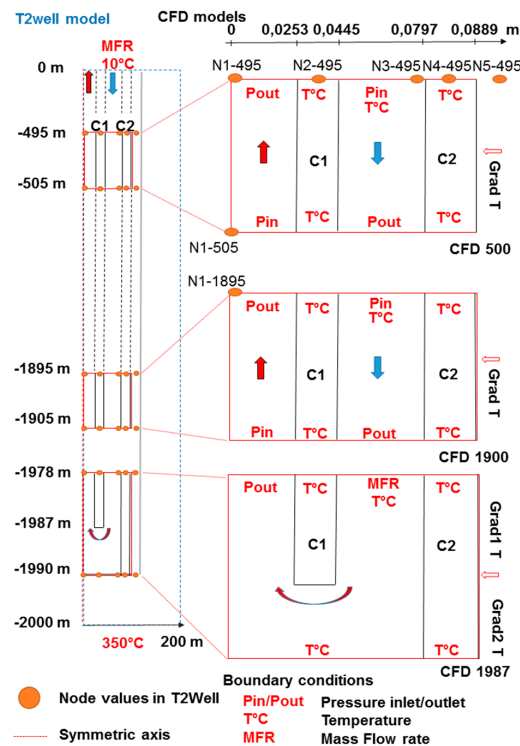 T2well model
CFD models
0
0,0253
0,0445
0,0797
0,0889
m
MFR
10°C
0 m
N1-495
N2-495
N3-495
N4-495
N5-495
Pout
T°C
Pin
T°C
T°C
C1
C2
-495 m
-505 m
C1
C2
Grad T
Pin
T°C
Pout
T°C
N1-505
CFD 500
N1-1895
Pout
T°C
Pin
T°C
T°C
-1895 m
-1905 m
C1
C2
Grad T
Pin
T°C
Pout
T°C
CFD 1900
-1978 m
-1987 m
-1990 m
-2000 m
Pout
T°C
MFR
T°C
T°C
C1
C2
Grad1 T
Grad2 T
T°C
T°C
350°C
200 m
CFD 1987
Boundary conditions
Node values in T2Well
Pin/Pout Pressure inlet/outlet
T°C Temperature
Symmetric axis
MFR Mass Flow rate